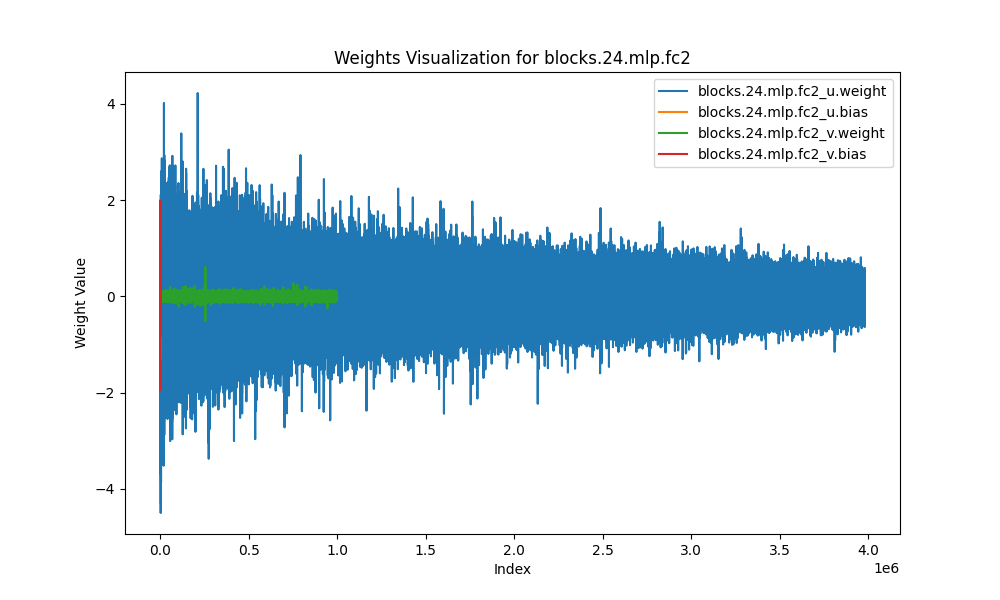 Weights Visualization for blocks.24.mlp.fc2
blocks.24.mlp.fc2_u.weight
blocks.24.mlp.fc2_u.bias
blocks.24.mlp.fc2_v.weight
blocks.24.mlp.fc2_v.bias
Weight Value
4
2
0
−2
−4
0.0 0.5 1.0 1.5 2.0 2.5 3.0 3.5 4.0
1e6
Index